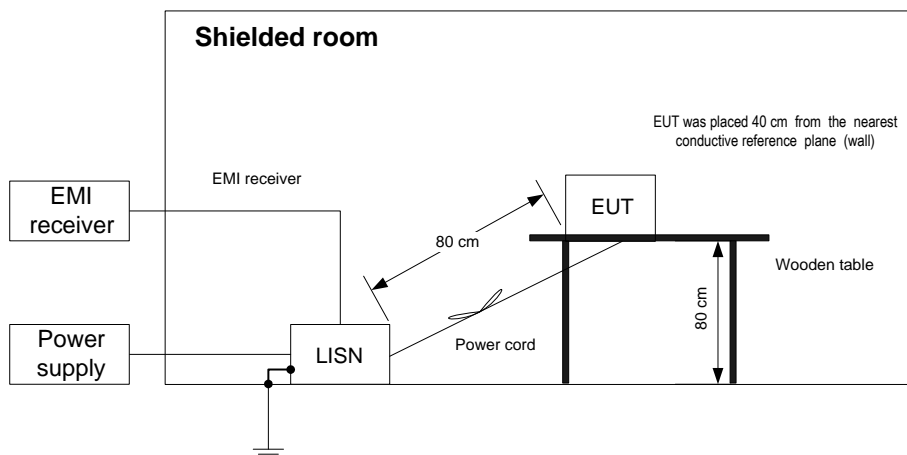 Shielded room
EUT was placed 40 cm from the nearest
conductive reference plane (wall)
EMI receiver
EMI
receiver
EUT
80 cm
Wooden table
80 cm
Power
supply
LISN
Power cord